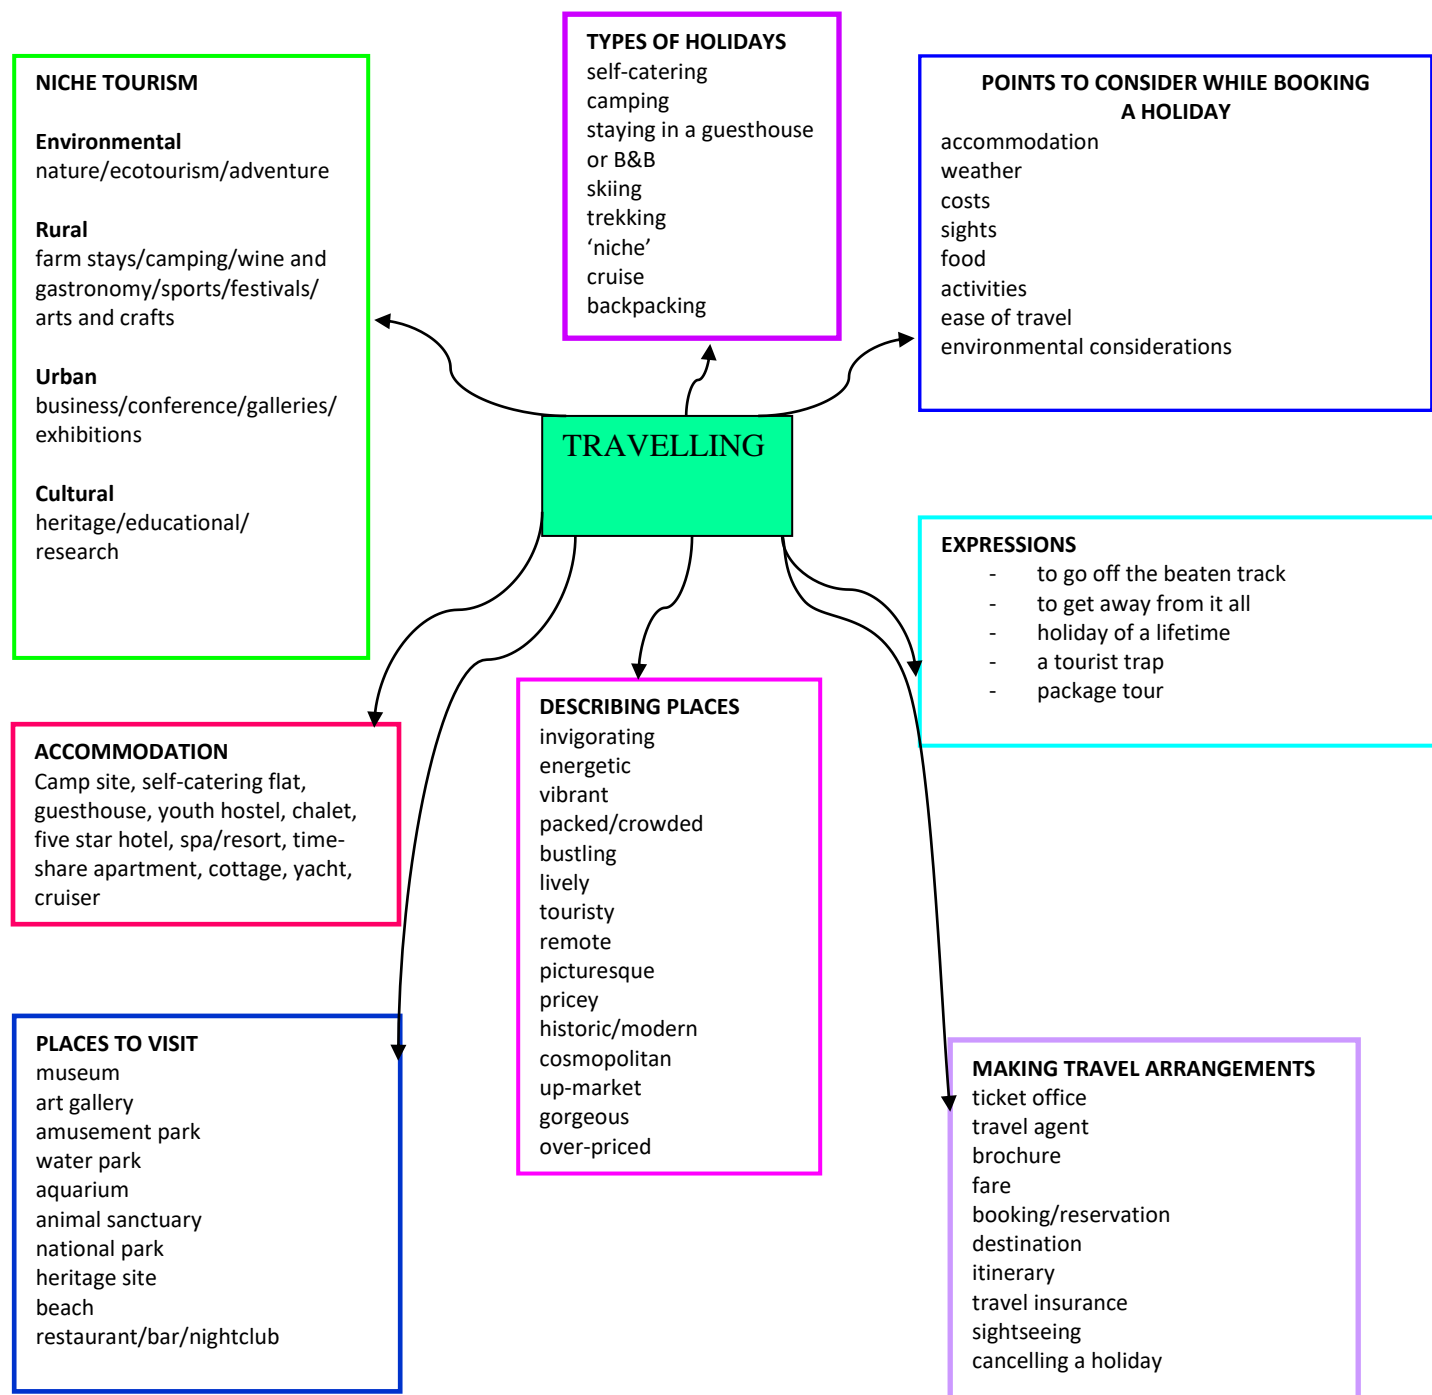 TYPES OF HOLIDAYS
self-catering
camping
staying in a guesthouse
or B&B
skiing
trekking
‘niche’
cruise
backpacking
NICHE TOURISM
Environmental
nature/ecotourism/adventure
Rural
farm stays/camping/wine and
gastronomy/sports/festivals/
arts and crafts
Urban
business/conference/galleries/
exhibitions
Cultural
heritage/educational/
research
POINTS TO CONSIDER WHILE BOOKING
A HOLIDAY
accommodation
weather
costs
sights
food
activities
ease of travel
environmental considerations
TRAVELLING
EXPRESSIONS
- to go off the beaten track
- to get away from it all
- holiday of a lifetime
- a tourist trap
- package tour
ACCOMMODATION
Camp site, self-catering flat,
guesthouse, youth hostel, chalet,
five star hotel, spa/resort, time-
share apartment, cottage, yacht,
cruiser
DESCRIBING PLACES
invigorating
energetic
vibrant
packed/crowded
bustling
lively
touristy
remote
picturesque
pricey
historic/modern
cosmopolitan
up-market
gorgeous
over-priced
PLACES TO VISIT
museum
art gallery
amusement park
water park
aquarium
animal sanctuary
national park
heritage site
beach
restaurant/bar/nightclub
MAKING TRAVEL ARRANGEMENTS
ticket office
travel agent
brochure
fare
booking/reservation
destination
itinerary
travel insurance
sightseeing
cancelling a holiday